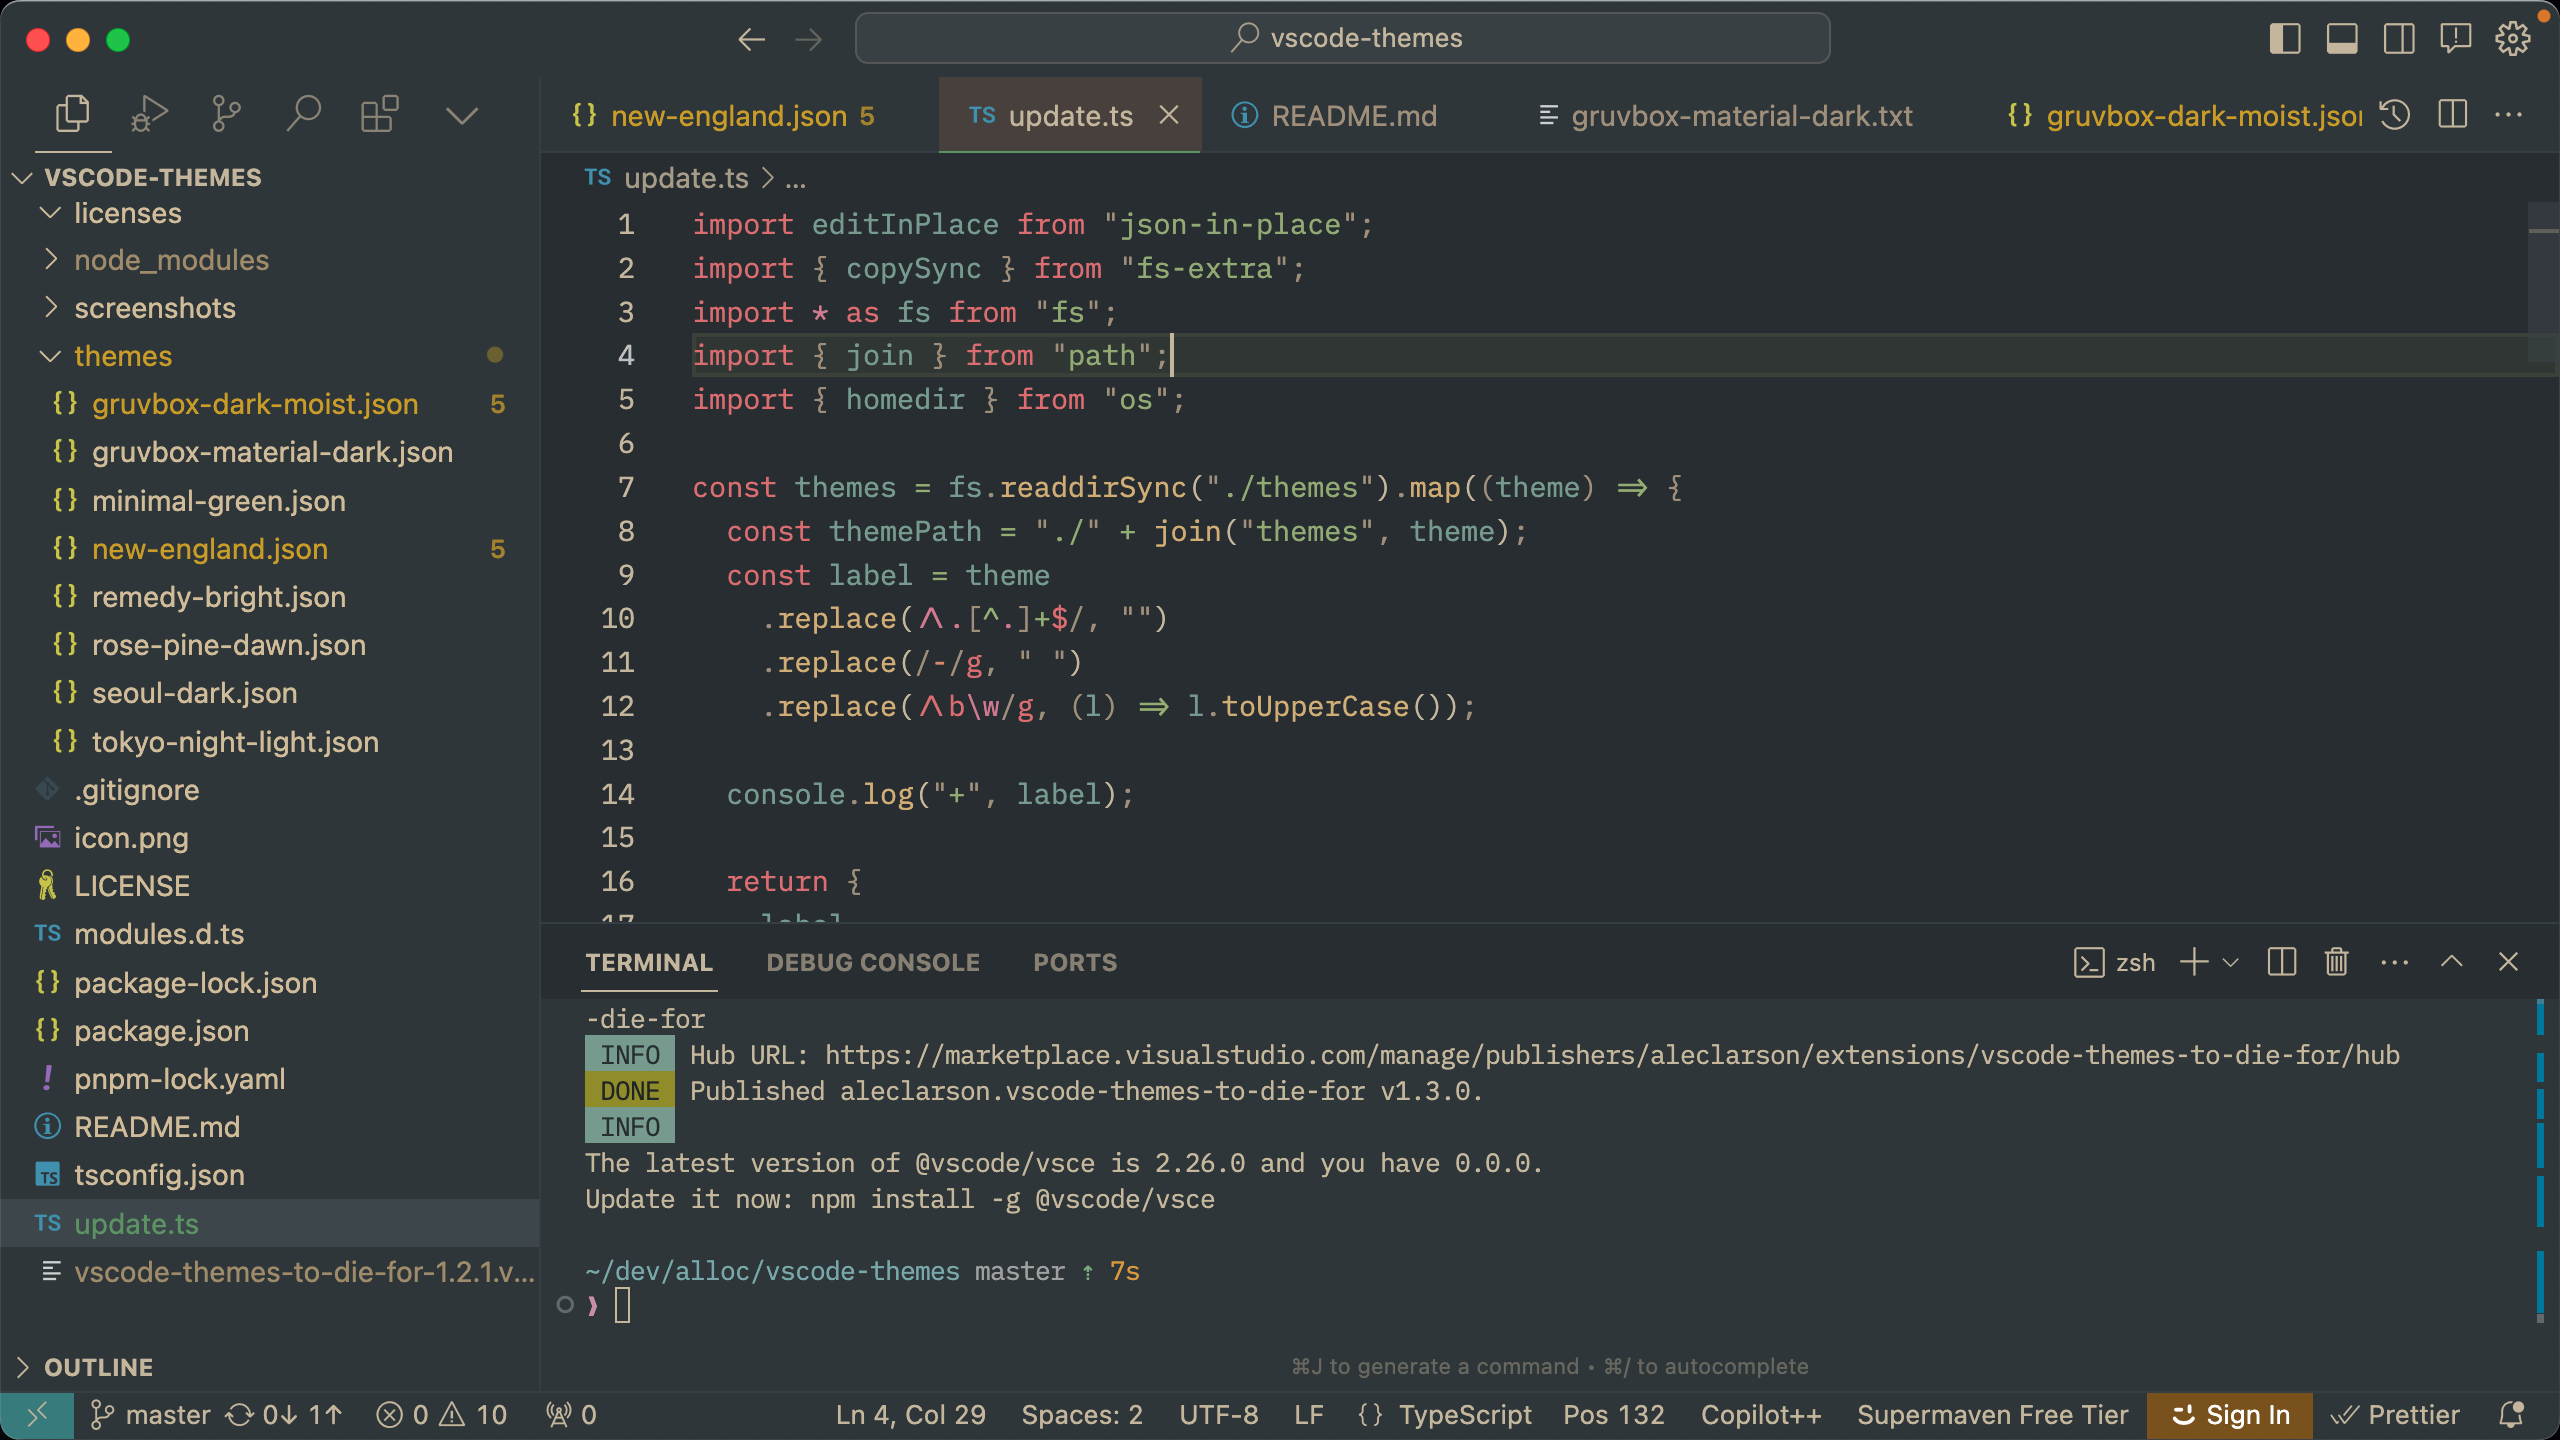 vscode-themes
new-england.json 5
TS update.ts
README.md
gruvbox-material-dark.txt
{} gruvbox-dark-moist.json
VSCODE-THEMES
licenses
node_modules
screenshots
themes
{} gruvbox-dark-moist.json 5
{} gruvbox-material-dark.json
{} minimal-green.json
{} new-england.json 5
{} remedy-bright.json
{} rose-pine-dawn.json
{} seoul-dark.json
{} tokyo-night-light.json
.gitignore
icon.png
LICENSE
TS modules.d.ts
{} package-lock.json
{} package.json
! pnpm-lock.yaml
README.md
TS tsconfig.json
TS update.ts
vscode-themes-to-die-for-1.2.1.v...
OUTLINE
TS update.ts > ...
1 import editInPlace from "json-in-place";
2 import { copySync } from "fs-extra";
3 import * as fs from "fs";
4 import { join } from "path";
5 import { homedir } from "os";
6
7 const themes = fs.readdirSync("./themes").map((theme) => {
8 const themePath = "./" + join("themes", theme);
9 const label = theme
10 .replace(/\.[^.]+$/, "")
11 .replace(/-/g, " ")
12 .replace(/\b\w/g, (l) => l.toUpperCase());
13
14 console.log("+", label);
15
16 return {
17 label
TERMINAL DEBUG CONSOLE PORTS
zsh
-die-for
INFO Hub URL: https://marketplace.visualstudio.com/manage/publishers/aleclarson/extensions/vscode-themes-to-die-for/hub
DONE Published aleclarson.vscode-themes-to-die-for v1.3.0.
INFO
The latest version of @vscode/vsce is 2.26.0 and you have 0.0.0.
Update it now: npm install -g @vscode/vsce
~/dev/alloc/vscode-themes master ⇡ 7s
❯
⌘J to generate a command • ⌘/ to autocomplete
master 0↓ 1↑ 0 10 0 Ln 4, Col 29 Spaces: 2 UTF-8 LF {} TypeScript Pos 132 Copilot++ Supermaven Free Tier Sign In Prettier